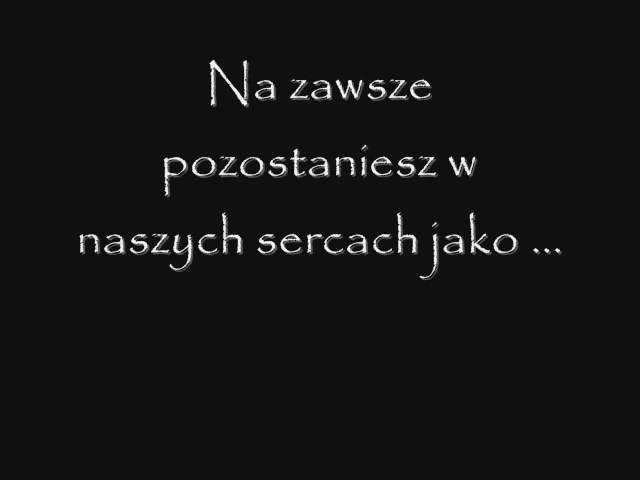 Na zawsze
pozostaniesz w
naszych sercach jako ...